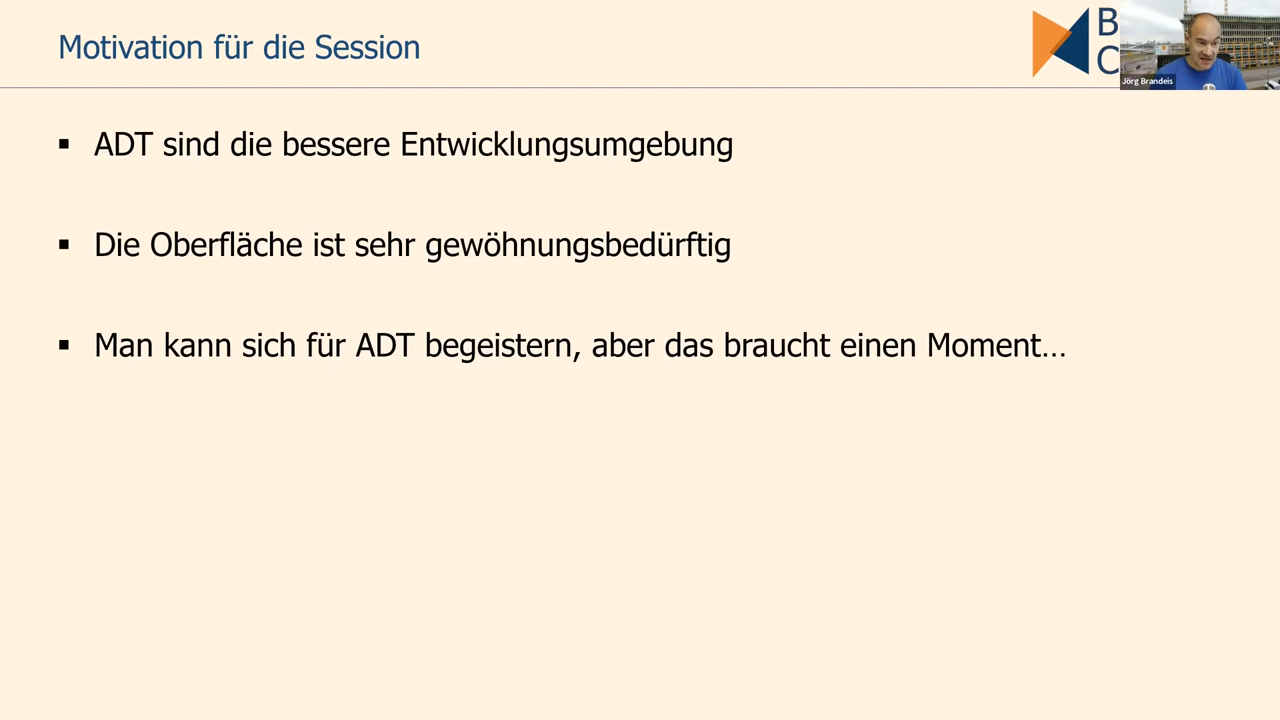 Motivation für die Session
B
C
Jörg Brandeis
▪ ADT sind die bessere Entwicklungsumgebung
▪ Die Oberfläche ist sehr gewöhnungsbedürftig
▪ Man kann sich für ADT begeistern, aber das braucht einen Moment…